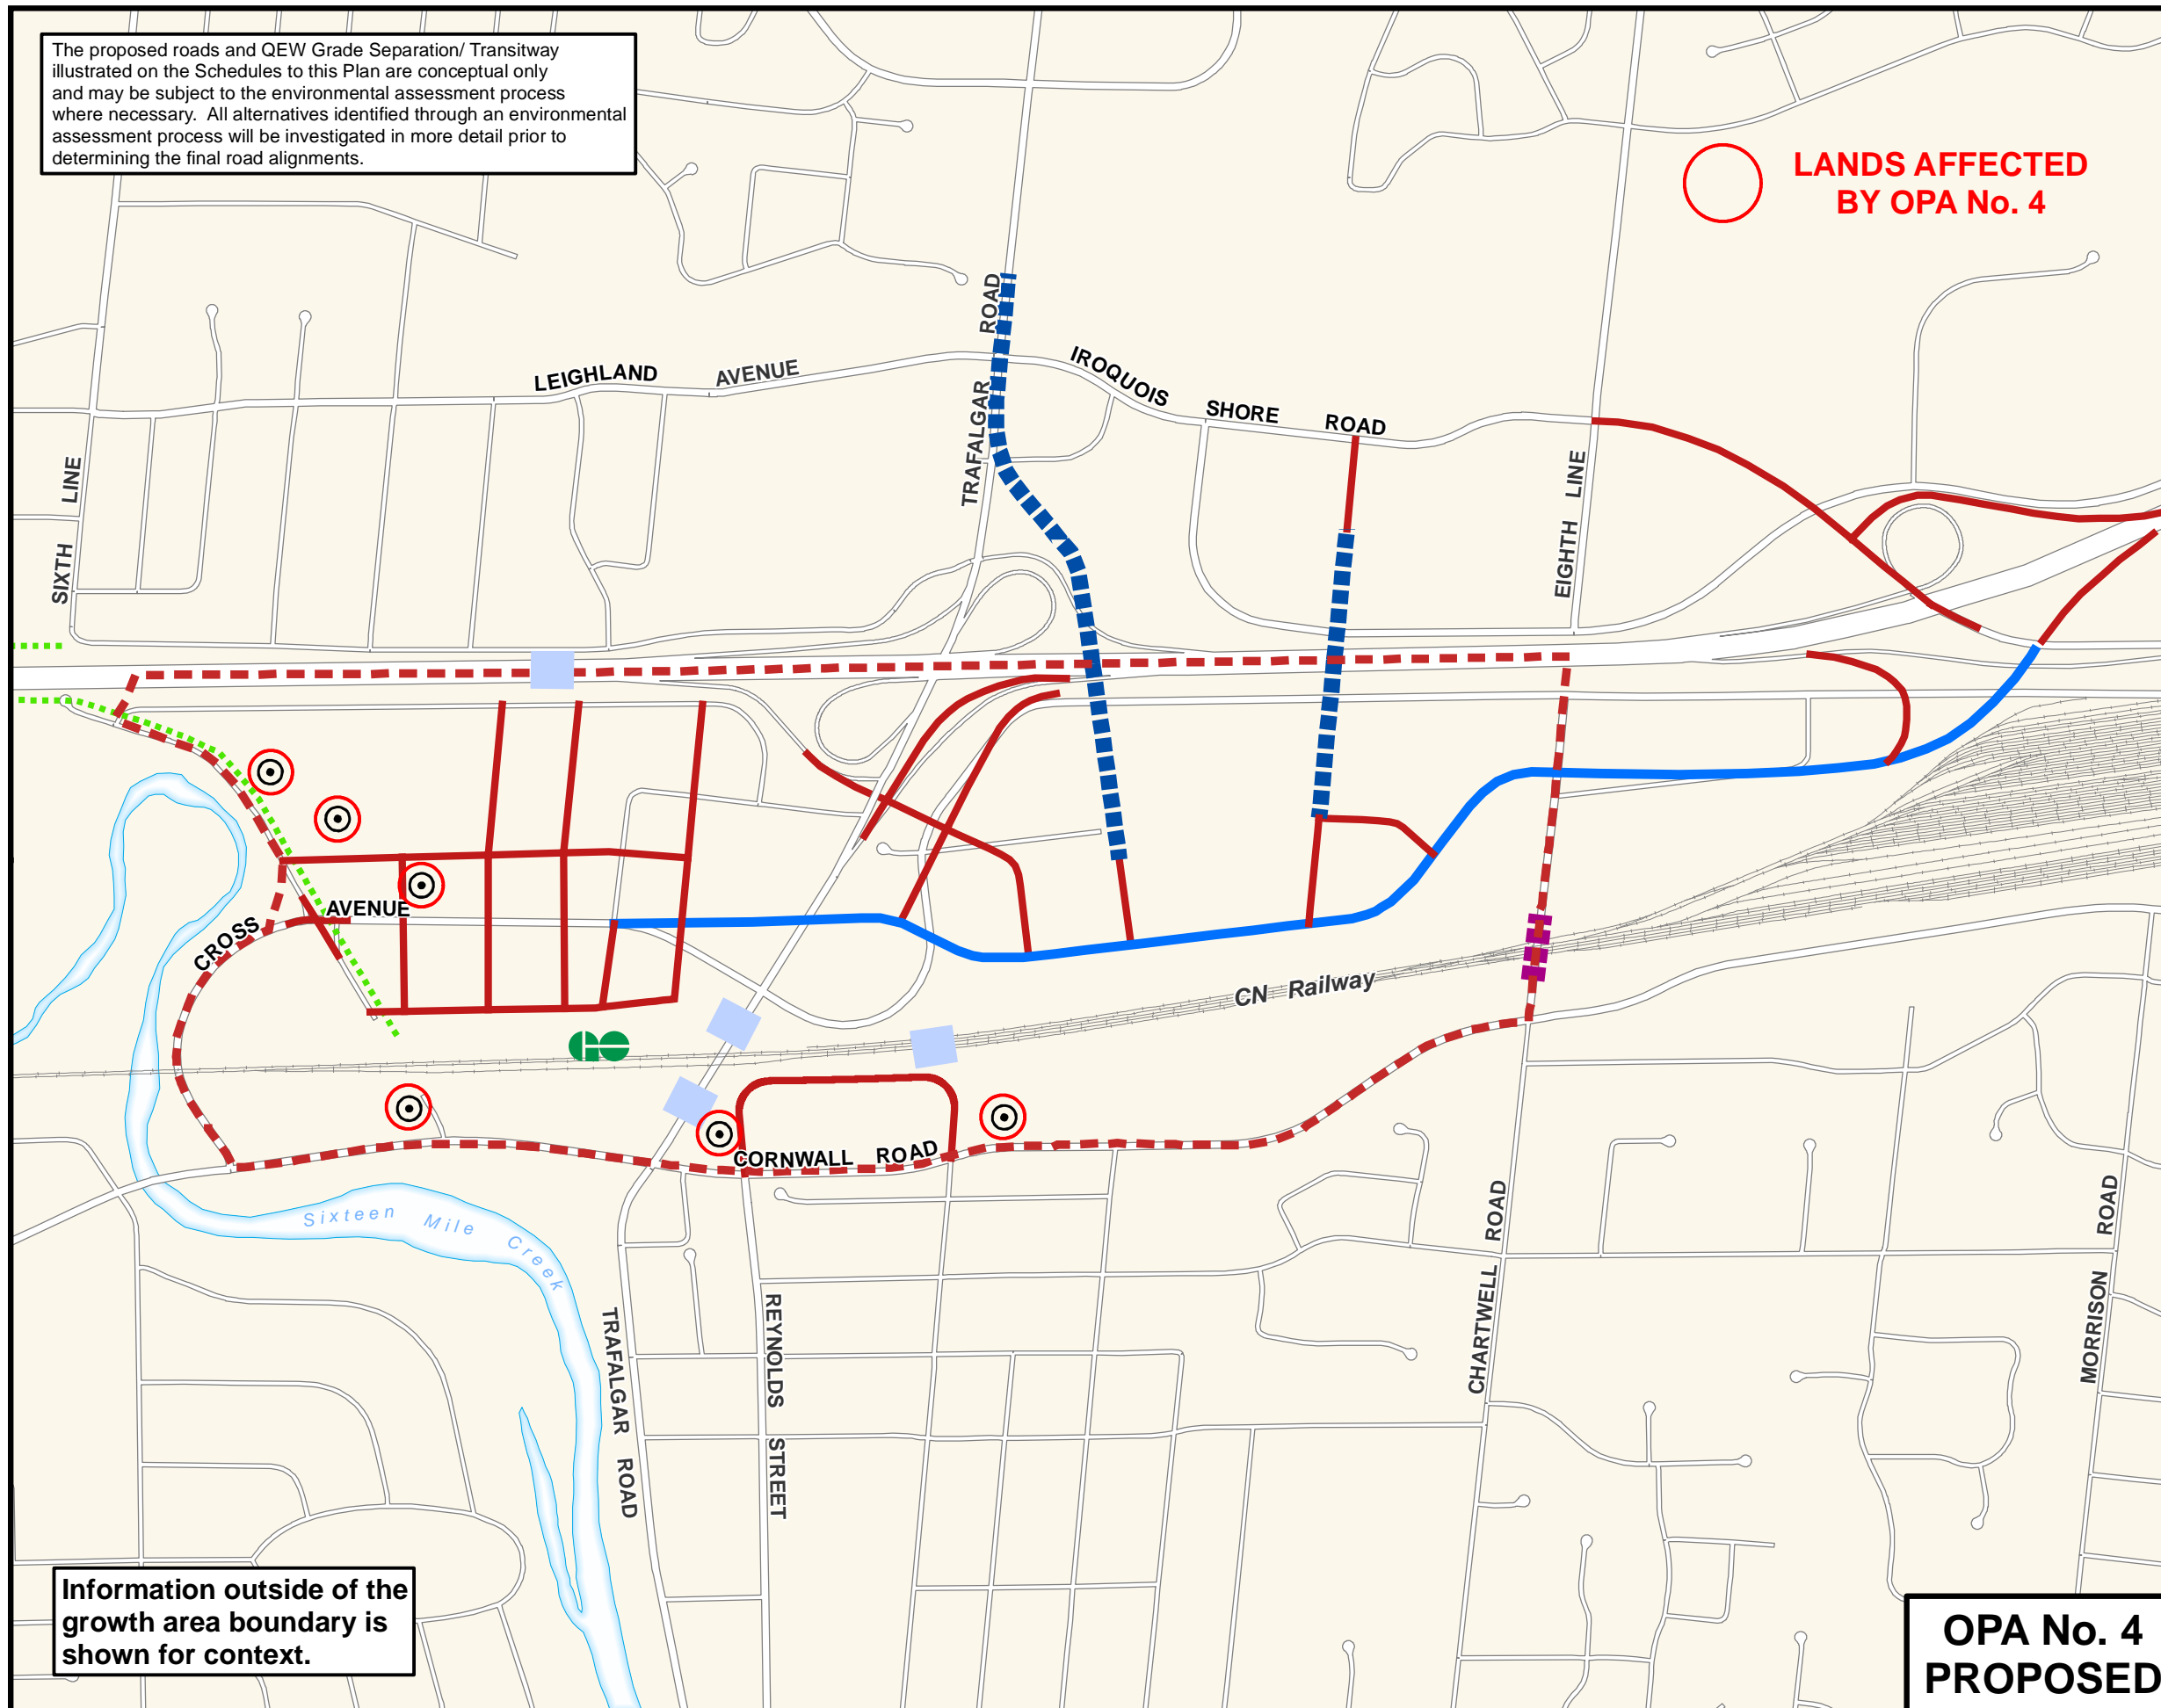 The proposed roads and QEW Grade Separation/ Transitway
illustrated on the Schedules to this Plan are conceptual only
and may be subject to the environmental assessment process
where necessary.  All alternatives identified through an environmental
assessment process will be investigated in more detail prior to
determining the final road alignments.
LANDS AFFECTED
BY OPA No. 4
TRAFALGAR ROAD
LEIGHLAND AVENUE
IROQUOIS SHORE ROAD
TRAFALGAR
SIXTH LINE
EIGHTH LINE
CROSS AVENUE
CN Railway
CORNWALL ROAD
Sixteen Mile Creek
TRAFALGAR ROAD
REYNOLDS STREET
CHARTWELL ROAD
MORRISON ROAD
Information outside of the
growth area boundary is
shown for context.
OPA No. 4
PROPOSED